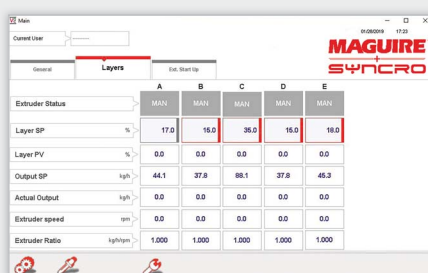 Main
01/28/2019 17:23
Current User
MAGUIRE
+
SYNCRO
General Layers Ext. Start Up
A B C D E
Extruder Status MAN MAN MAN MAN MAN
Layer SP % 17.0 15.0 35.0 15.0 18.0
Layer PV % 0.0 0.0 0.0 0.0 0.0
Output SP kg/h 44.1 37.8 88.1 37.8 45.3
Actual Output kg/h 0.0 0.0 0.0 0.0 0.0
Extruder speed rpm 0.0 0.0 0.0 0.0 0.0
Extruder Ratio kg/h/rpm 1.000 1.000 1.000 1.000 1.000